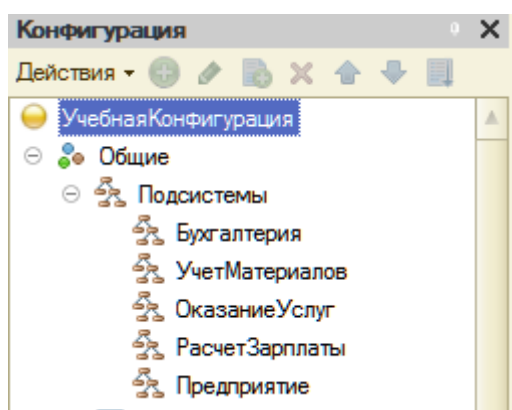 Конфигурация
Действия
УчебнаяКонфигурация
Общие
Подсистемы
Бухгалтерия
УчетМатериалов
ОказаниеУслуг
РасчетЗарплаты
Предприятие